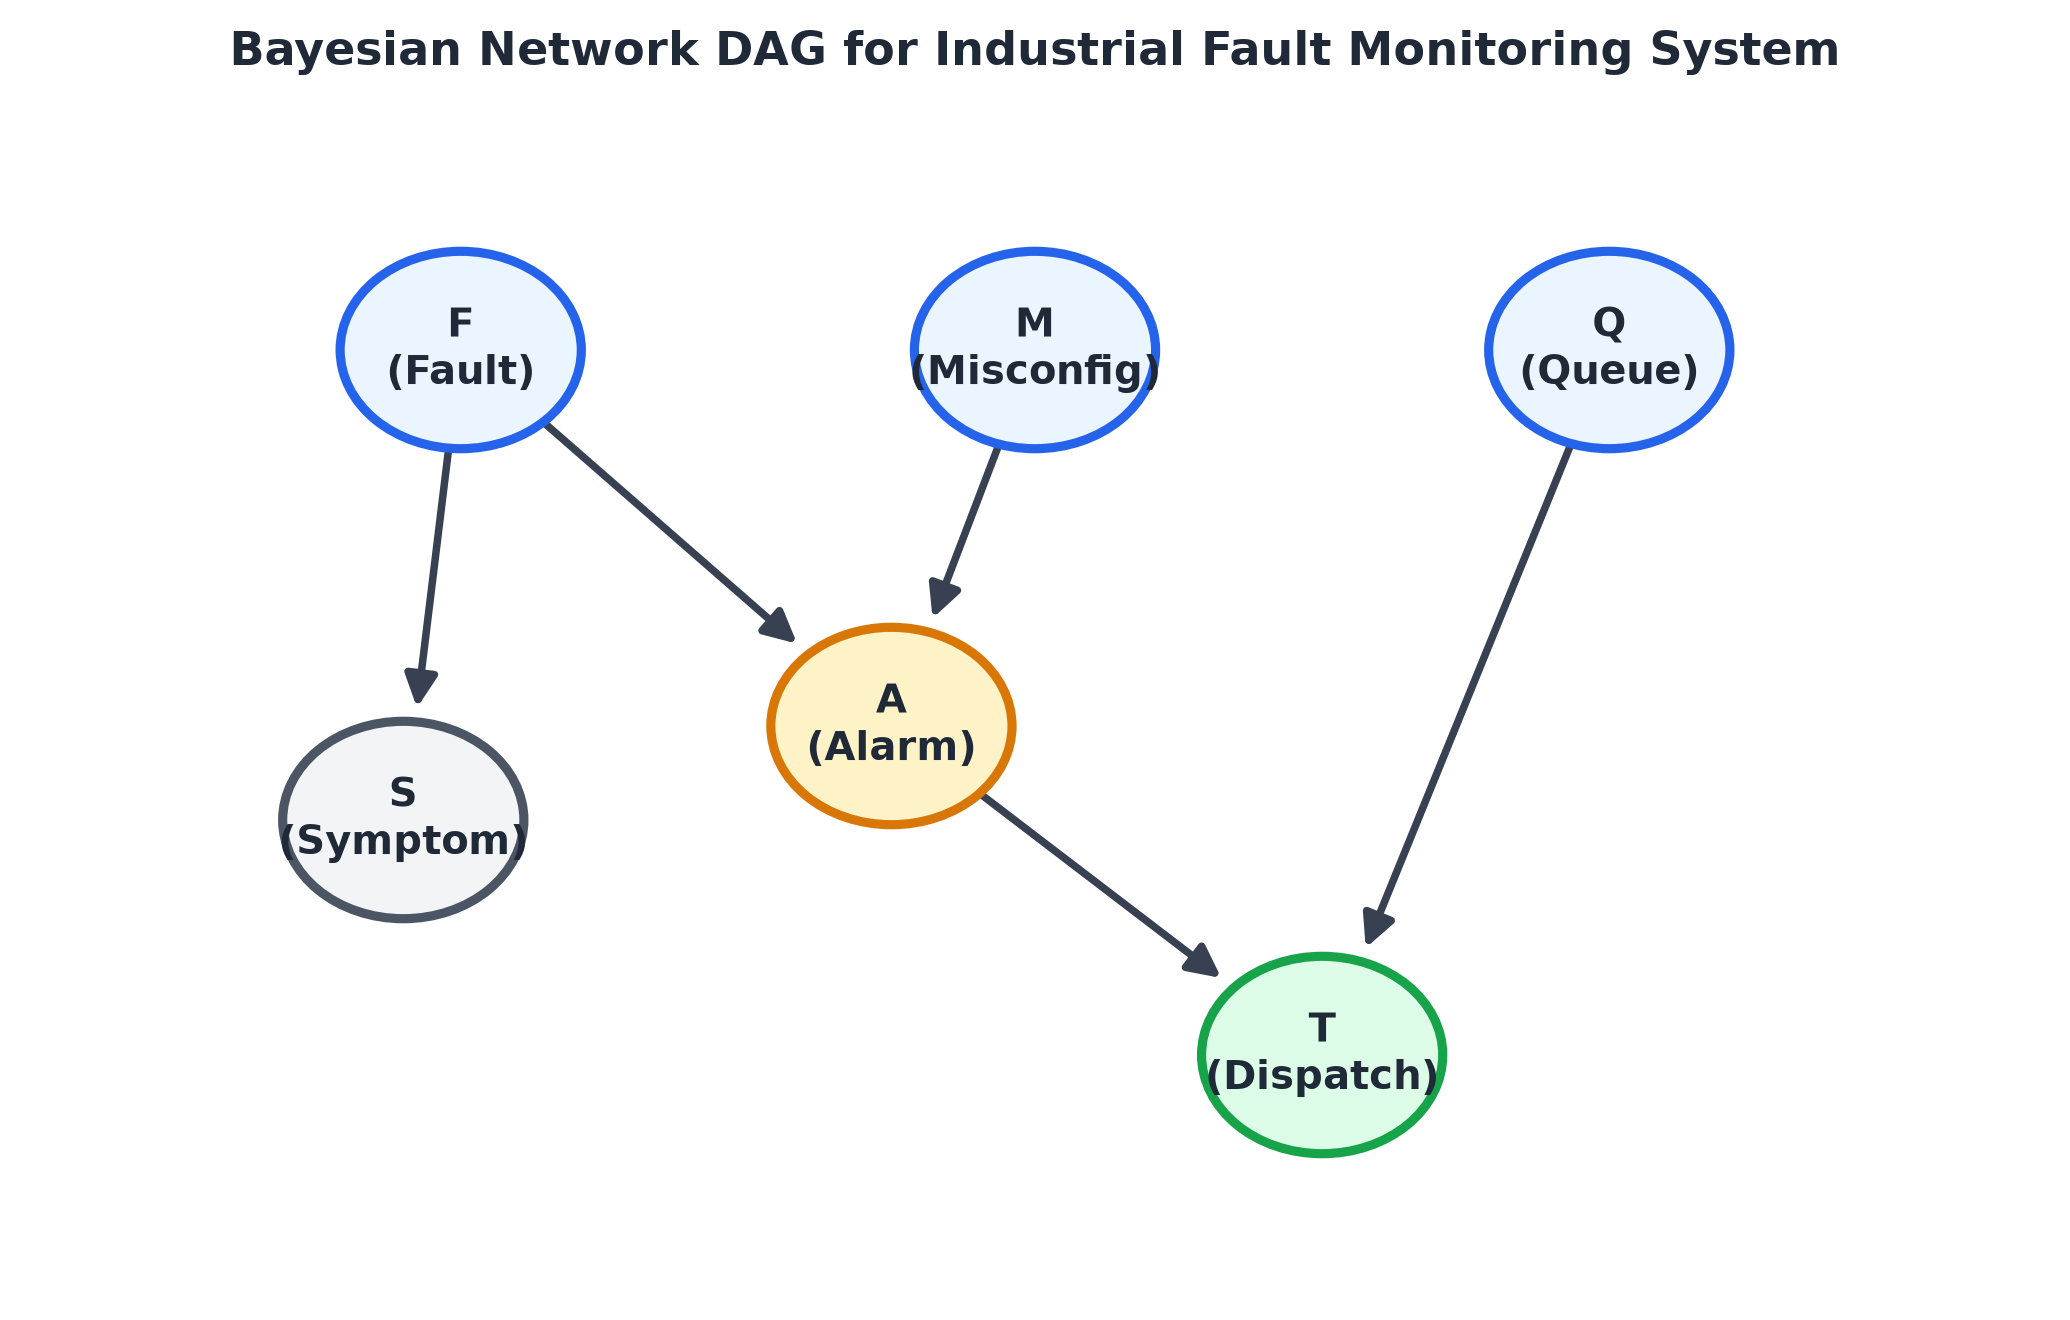 Bayesian Network DAG for Industrial Fault Monitoring System
F
(Fault)
M
(Misconfig)
Q
(Queue)
A
(Alarm)
S
(Symptom)
T
(Dispatch)